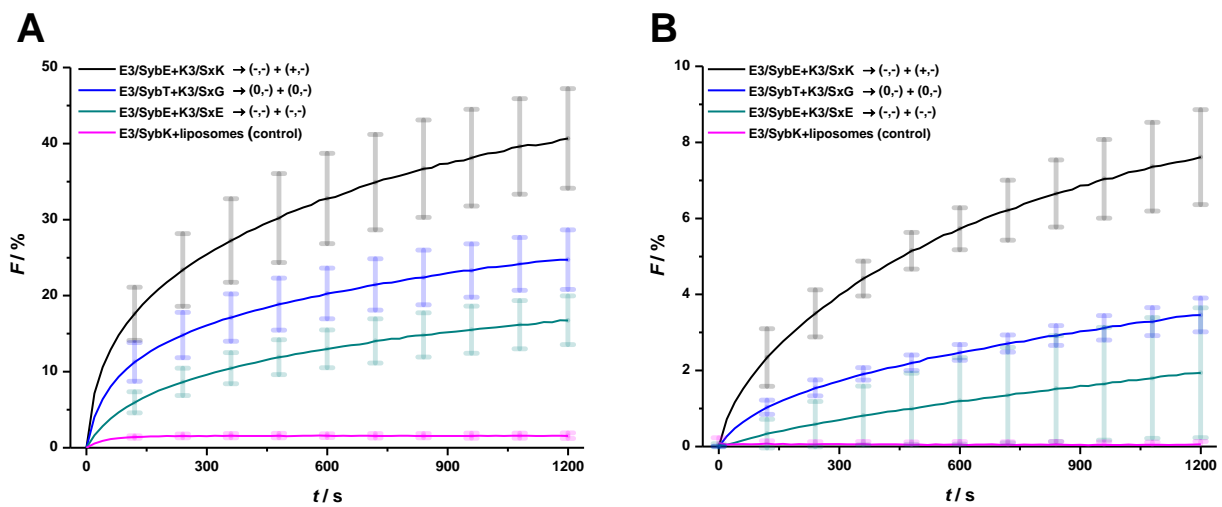 A
E3/SybE+K3/SxK → (-,-) + (+,-)
E3/SybT+K3/SxG → (0,-) + (0,-)
E3/SybE+K3/SxE → (-,-) + (-,-)
E3/SybK+liposomes (control)
50
40
30
20
10
0
F / %
0 300 600 900 1200
t / s
B
E3/SybE+K3/SxK → (-,-) + (+,-)
E3/SybT+K3/SxG → (0,-) + (0,-)
E3/SybE+K3/SxE → (-,-) + (-,-)
E3/SybK+liposomes (control)
10
8
6
4
2
0
F / %
0 300 600 900 1200
t / s